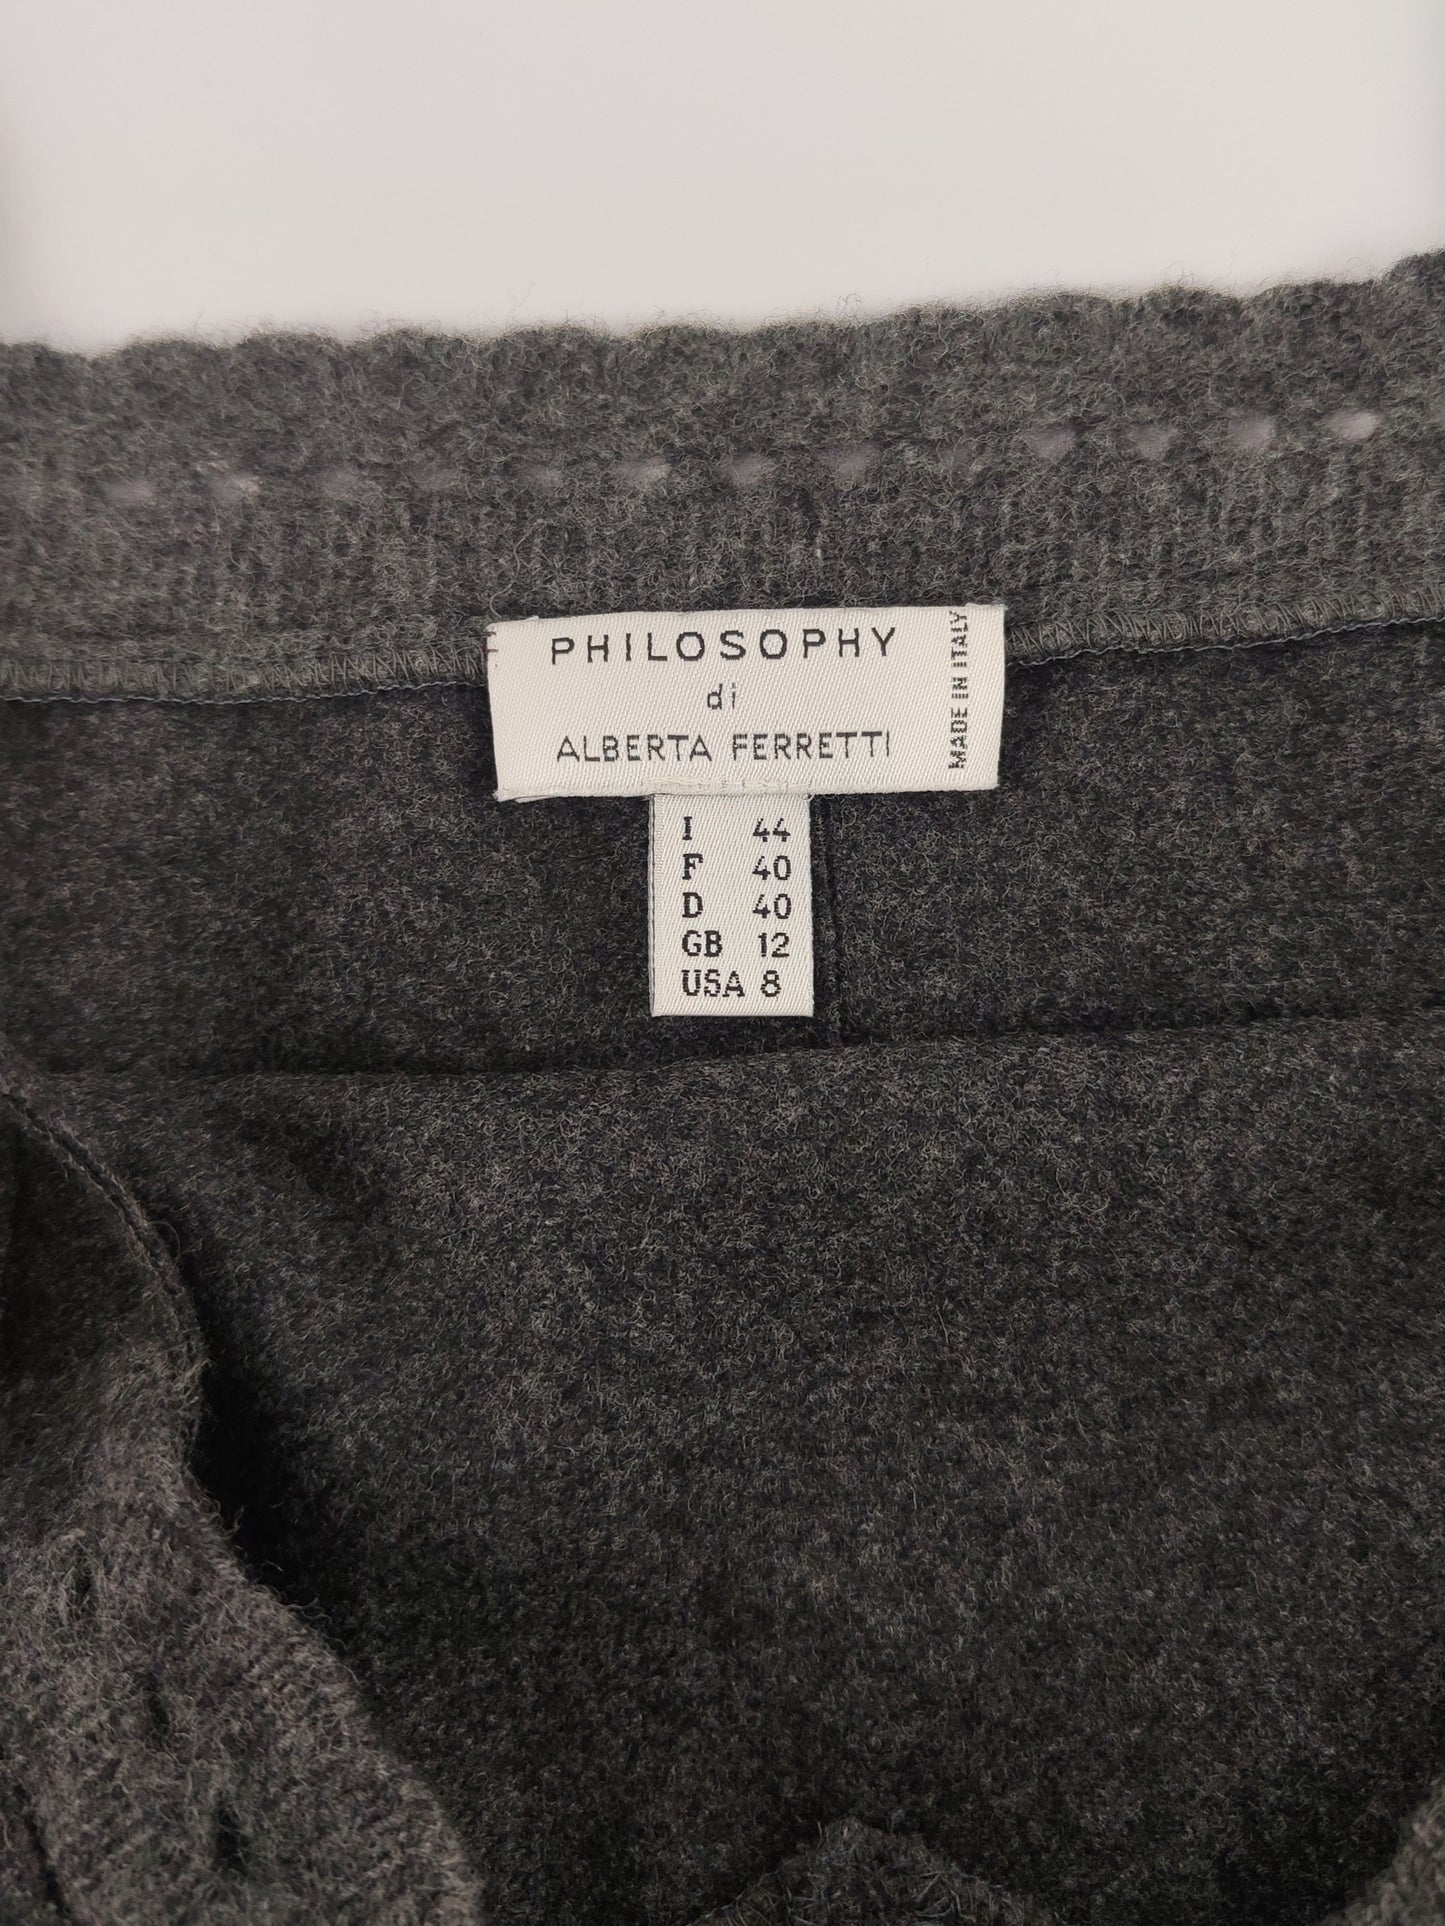 PHILOSOPHY
di
ALBERTA FERRETTI
MADE IN ITALY
I 44
F 40
D 40
GB 12
USA 8